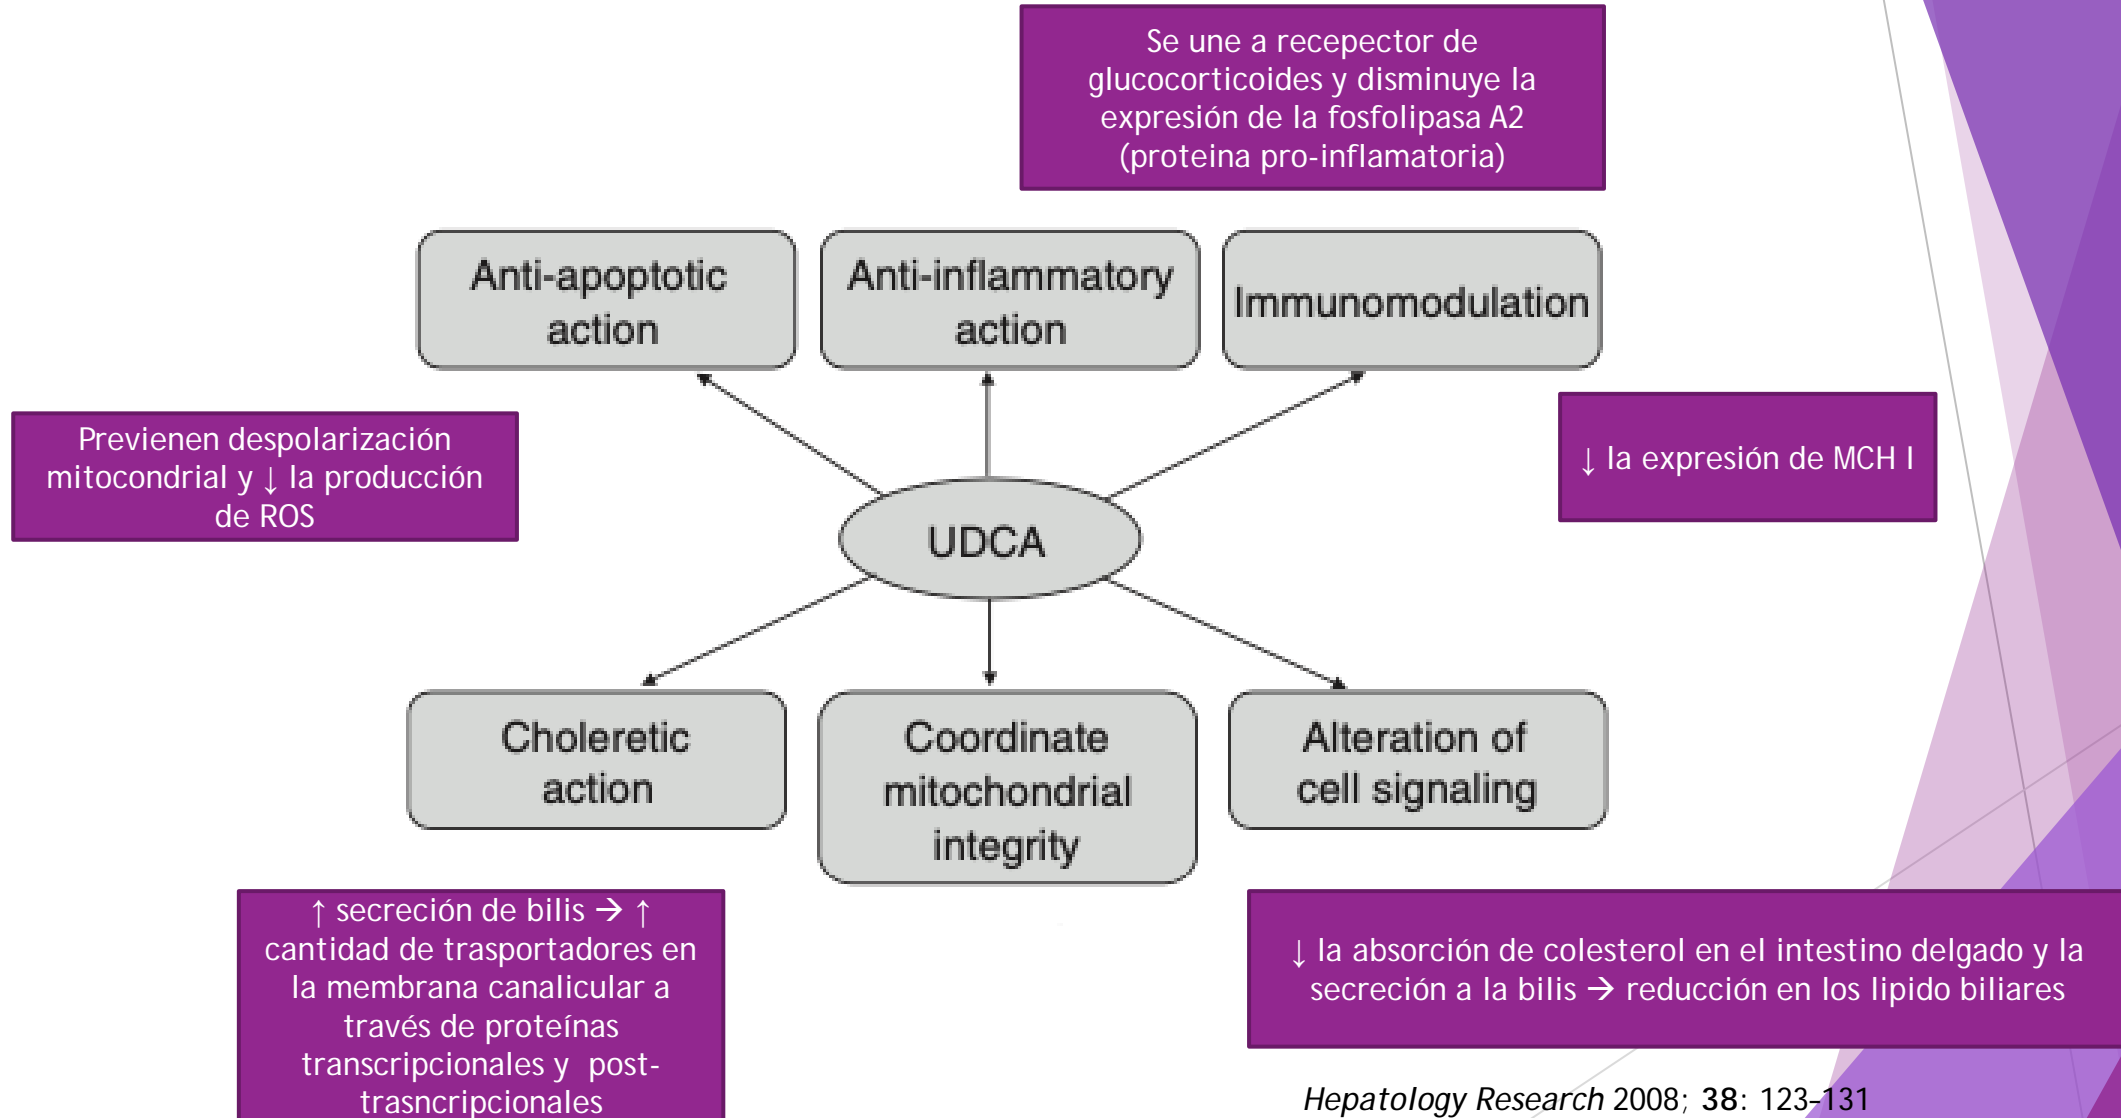 Se une a recepector de
glucocorticoides y disminuye la
expresión de la fosfolipasa A2
(proteina pro-inflamatoria)
Anti-apoptotic
action
Anti-inflammatory
action
Immunomodulation
Previenen despolarización
mitocondrial y ↓ la producción
de ROS
↓ la expresión de MCH I
UDCA
Choleretic
action
Coordinate
mitochondrial
integrity
Alteration of
cell signaling
↑ secreción de bilis → ↑
cantidad de trasportadores en
la membrana canalicular a
través de proteínas
transcripcionales y post-
trasncripcionales
↓ la absorción de colesterol en el intestino delgado y la
secreción a la bilis → reducción en los lipido biliares
Hepatology Research 2008; 38: 123–131